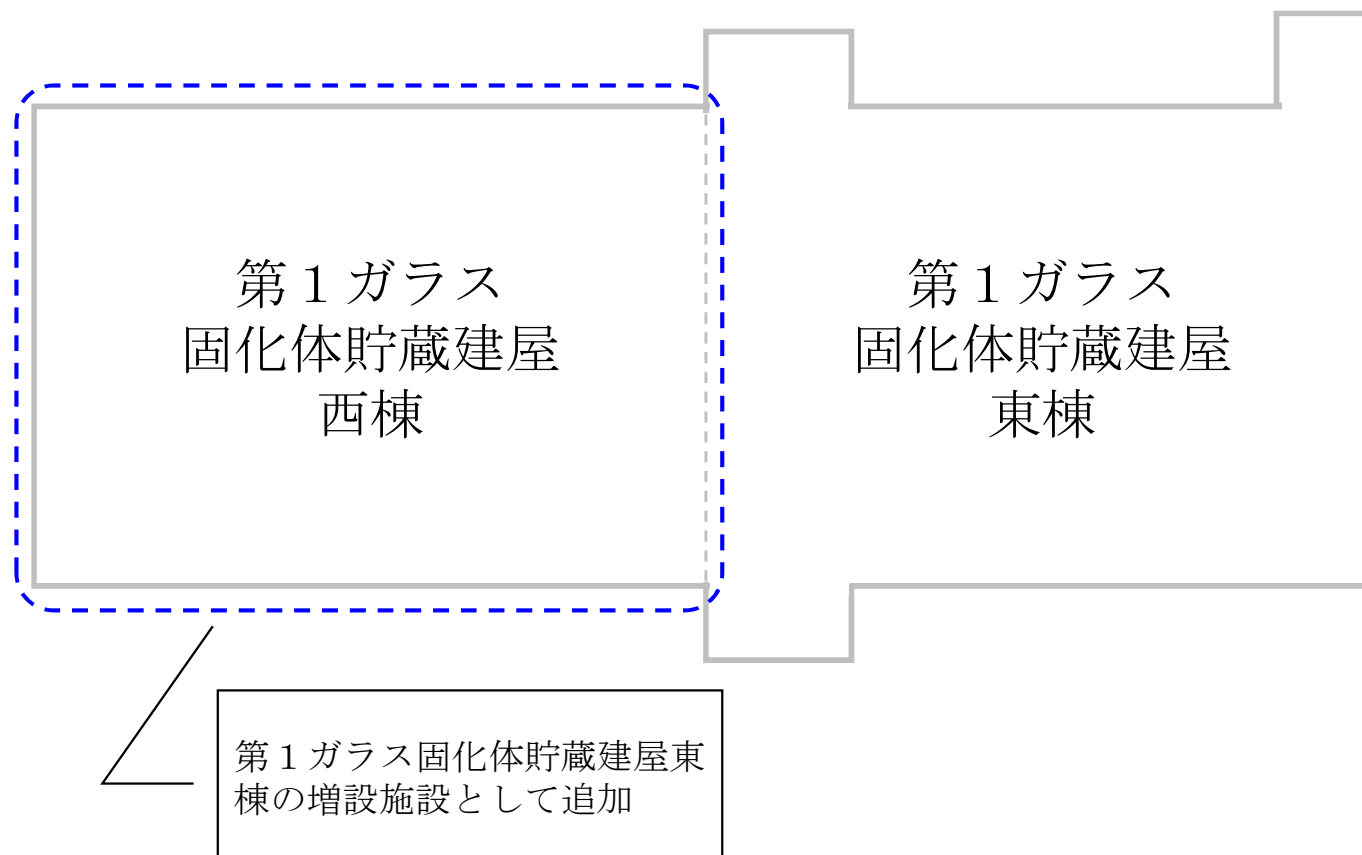 第１ガラス
固化体貯蔵建屋
西棟
第１ガラス
固化体貯蔵建屋
東棟
第１ガラス固化体貯蔵建屋東
棟の増設施設として追加